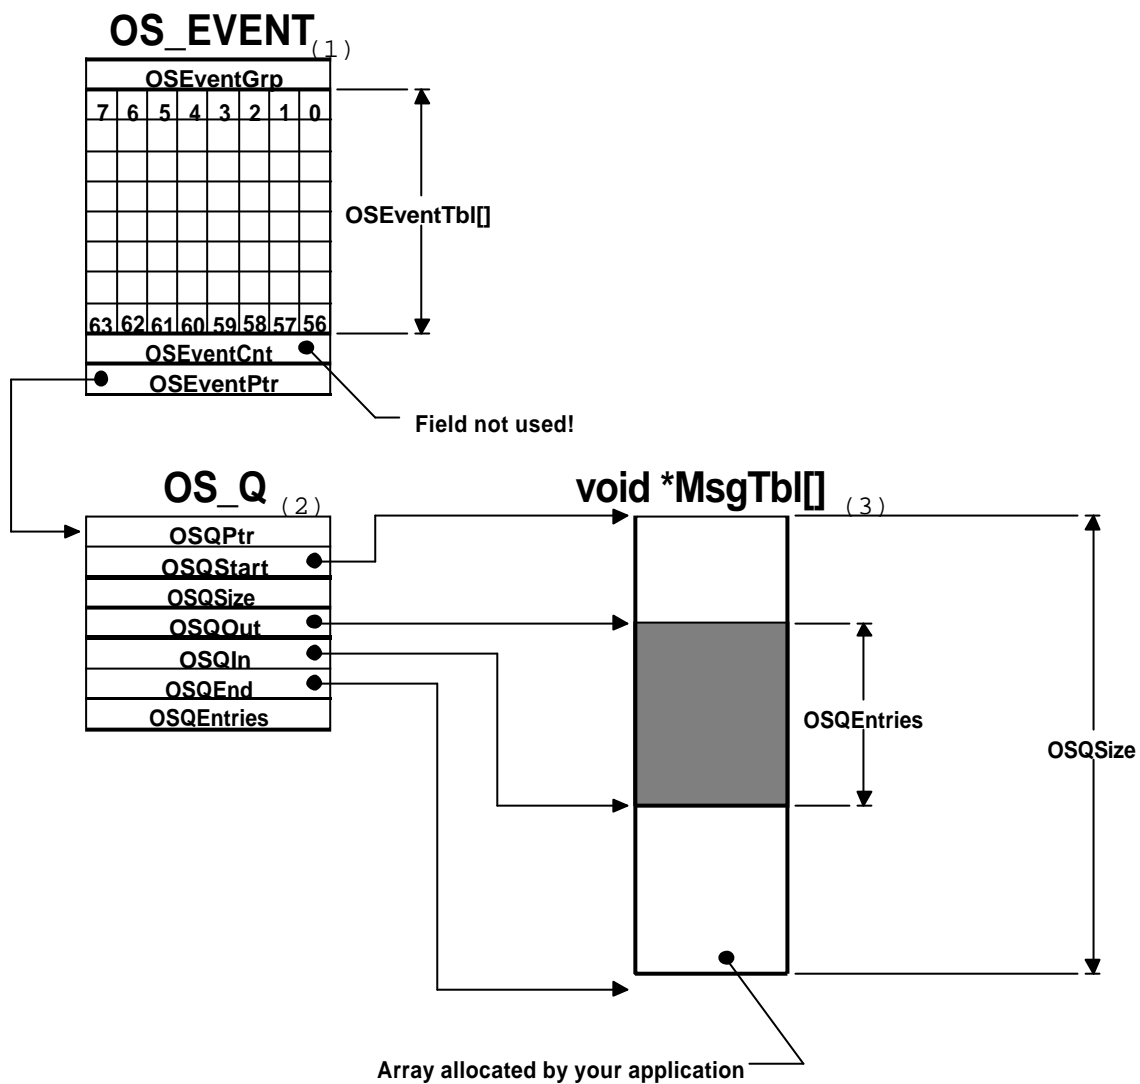 OS_EVENT (1)
OSEventGrp
7 6 5 4 3 2 1 0
OSEventTbl[]
63 62 61 60 59 58 57 56
OSEventCnt
OSEventPtr
Field not used!
OS_Q (2)
void *MsgTbl[] (3)
OSQPtr
OSQStart
OSQSize
OSQOut
OSQIn
OSQEnd
OSQEntries
OSQEntries
OSQSize
Array allocated by your application